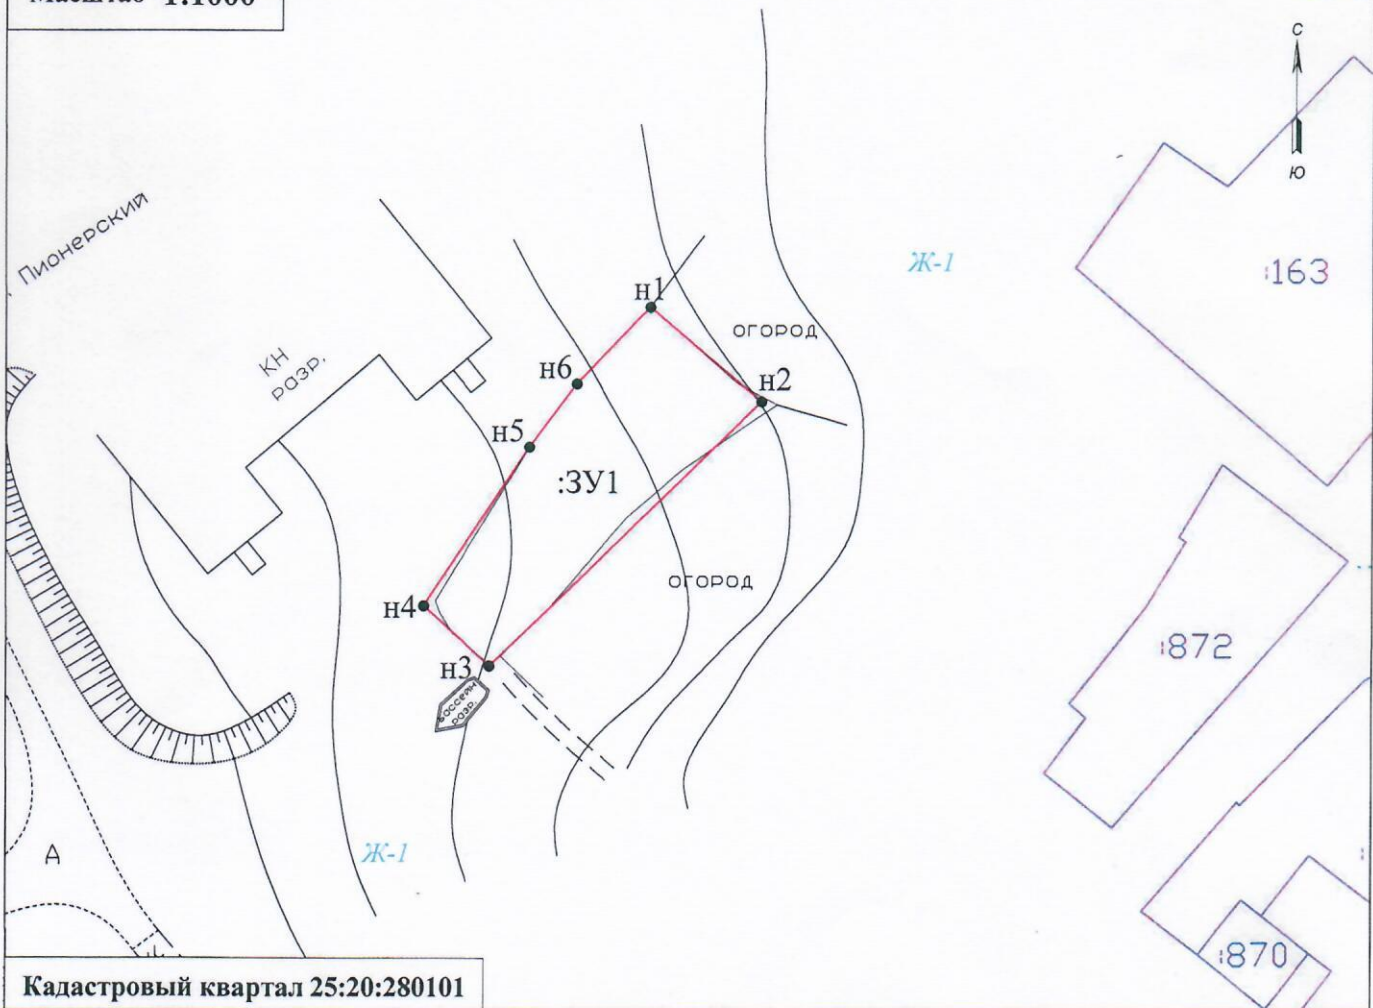 Масштаб 1:1000
С
Ю
Пионерский
Ж-1
:163
н1
ОГОРОД
КН
разр.
н6
н2
н5
:ЗУ1
ОГОРОД
н4
:872
н3
бассейн
разр.
А
Ж-1
:870
Кадастровый квартал 25:20:280101